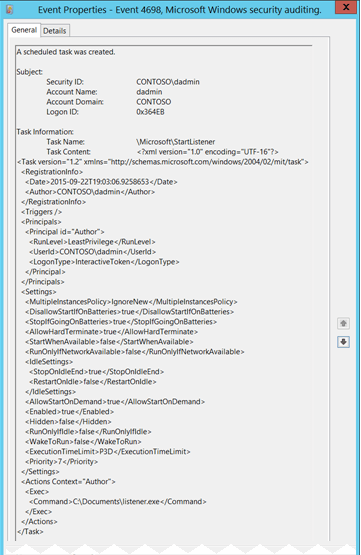 Event Properties - Event 4698, Microsoft Windows security auditing.
X
General Details
A scheduled task was created.
Subject:
Security ID: CONTOSO\dadmin
Account Name: dadmin
Account Domain: CONTOSO
Logon ID: 0x364EB
Task Information:
Task Name: \Microsoft\StartListener
Task Content: <?xml version="1.0" encoding="UTF-16"?>
<Task version="1.2" xmlns="http://schemas.microsoft.com/windows/2004/02/mit/task">
<RegistrationInfo>
<Date>2015-09-22T19:03:06.9258653</Date>
<Author>CONTOSO\dadmin</Author>
</RegistrationInfo>
<Triggers />
<Principals>
<Principal id="Author">
<RunLevel>LeastPrivilege</RunLevel>
<UserId>CONTOSO\dadmin</UserId>
<LogonType>InteractiveToken</LogonType>
</Principal>
</Principals>
<Settings>
<MultipleInstancesPolicy>IgnoreNew</MultipleInstancesPolicy>
<DisallowStartIfOnBatteries>true</DisallowStartIfOnBatteries>
<StopIfGoingOnBatteries>true</StopIfGoingOnBatteries>
<AllowHardTerminate>true</AllowHardTerminate>
<StartWhenAvailable>false</StartWhenAvailable>
<RunOnlyIfNetworkAvailable>false</RunOnlyIfNetworkAvailable>
<IdleSettings>
<StopOnIdleEnd>true</StopOnIdleEnd>
<RestartOnIdle>false</RestartOnIdle>
</IdleSettings>
<AllowStartOnDemand>true</AllowStartOnDemand>
<Enabled>true</Enabled>
<Hidden>false</Hidden>
<RunOnlyIfIdle>false</RunOnlyIfIdle>
<WakeToRun>false</WakeToRun>
<ExecutionTimeLimit>P3D</ExecutionTimeLimit>
<Priority>7</Priority>
</Settings>
<Actions Context="Author">
<Exec>
<Command>C:\Documents\listener.exe</Command>
</Exec>
</Actions>
</Task>